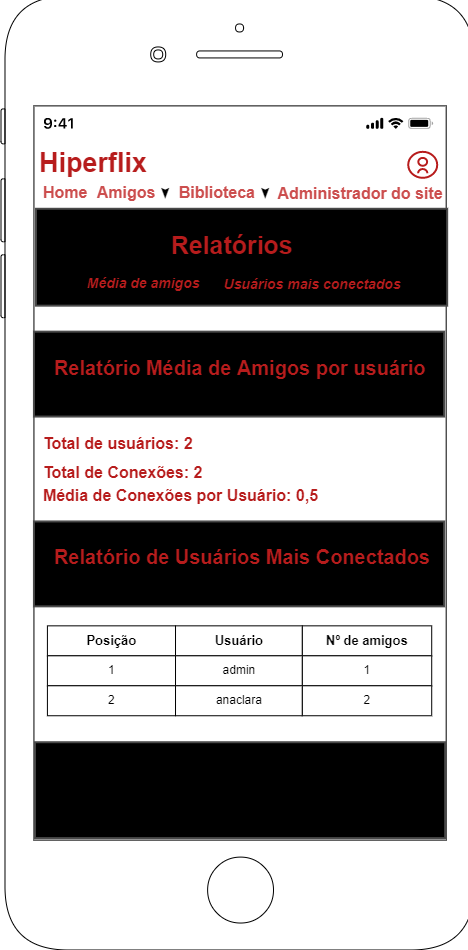 9:41
Hiperflix
Home Amigos Biblioteca Administrador do site
Relatórios
Média de amigos Usuários mais conectados
Relatório Média de Amigos por usuário
Total de usuários: 2
Total de Conexões: 2
Média de Conexões por Usuário: 0,5
Relatório de Usuários Mais Conectados
Posição Usuário Nº de amigos
1 admin 1
2 anaclara 2